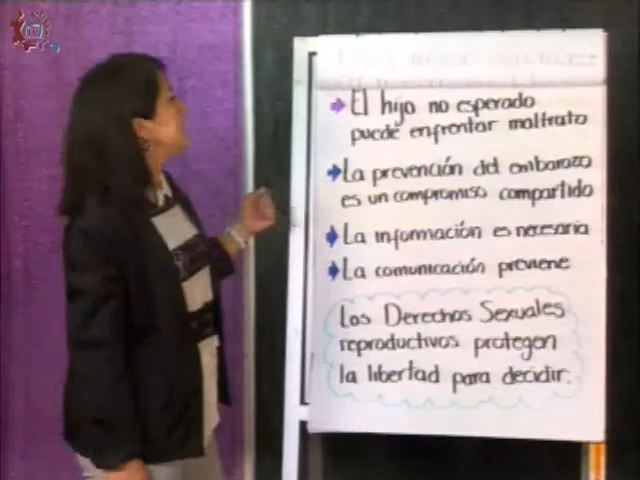 El hijo no esperado
puede enfrontar maltrato
La prevención del embarazo
es un compromiso compartido
La información es necesaria
La comunicación previene
Los Derechos Sexuales
reproductivos protegen
la libertad para decidir.